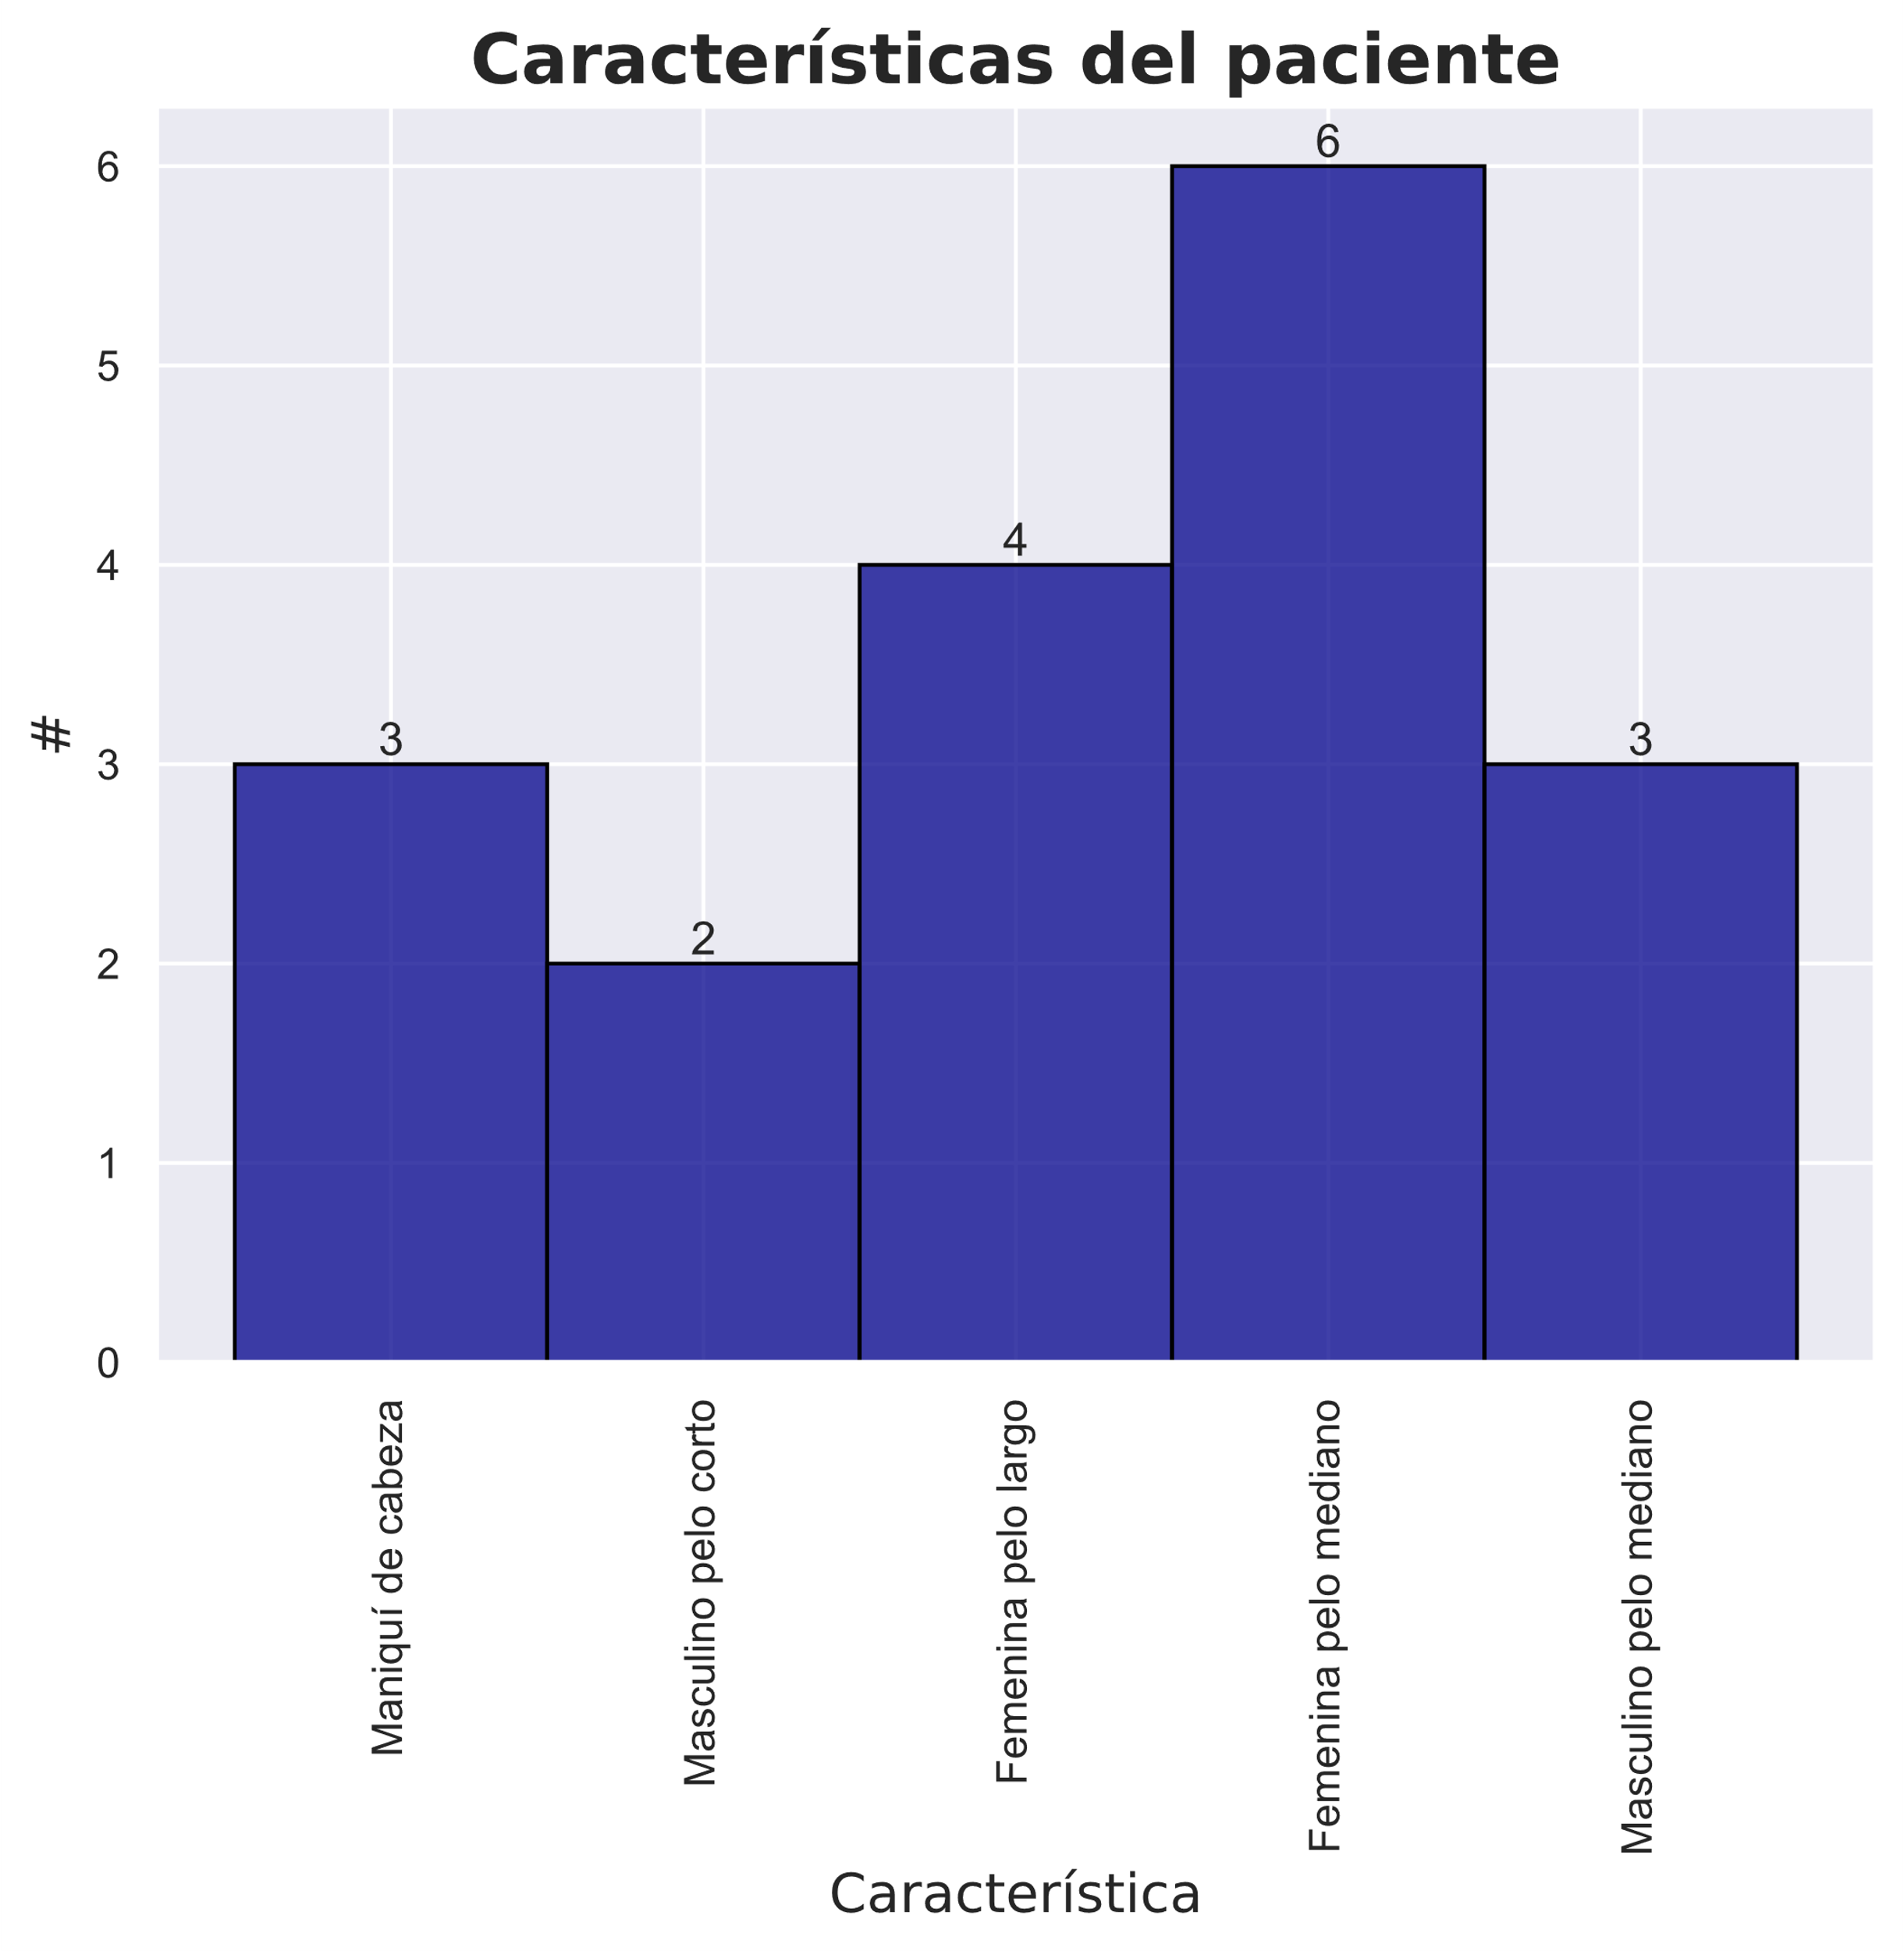 Características del paciente
6
5
4
3
2
1
0
#
3
2
4
6
3
Maniquí de cabeza
Masculino pelo corto
Femenina pelo largo
Femenina pelo mediano
Masculino pelo mediano
Característica